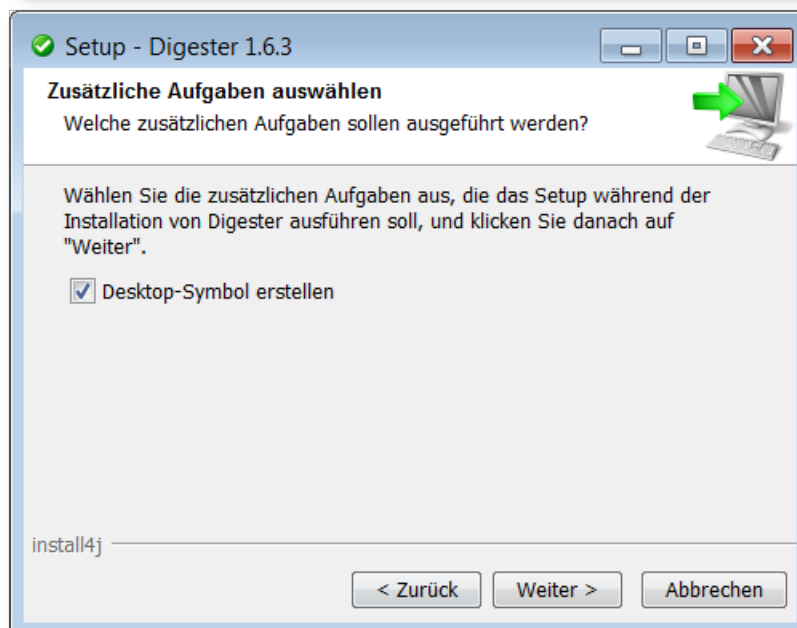 Setup - Digester 1.6.3
Zusätzliche Aufgaben auswählen
Welche zusätzlichen Aufgaben sollen ausgeführt werden?
Wählen Sie die zusätzlichen Aufgaben aus, die das Setup während der
Installation von Digester ausführen soll, und klicken Sie danach auf
"Weiter".
Desktop-Symbol erstellen
install4j
< Zurück Weiter > Abbrechen